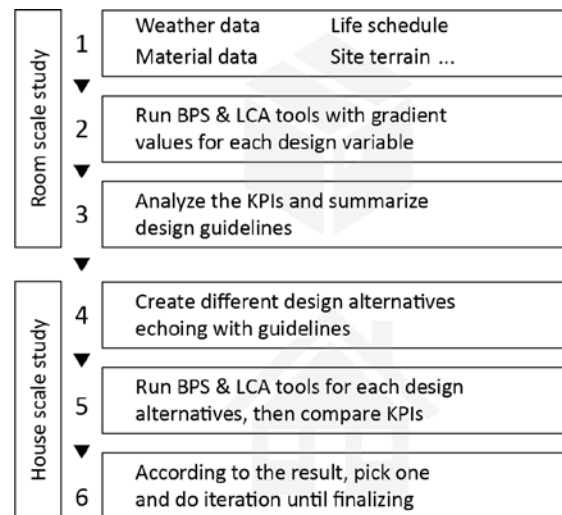 Room scale study
1
Weather data Life schedule
Material data Site terrain ...
2
Run BPS & LCA tools with gradient
values for each design variable
3
Analyze the KPIs and summarize
design guidelines
House scale study
4
Create different design alternatives
echoing with guidelines
5
Run BPS & LCA tools for each design
alternatives, then compare KPIs
6
According to the result, pick one
and do iteration until finalizing